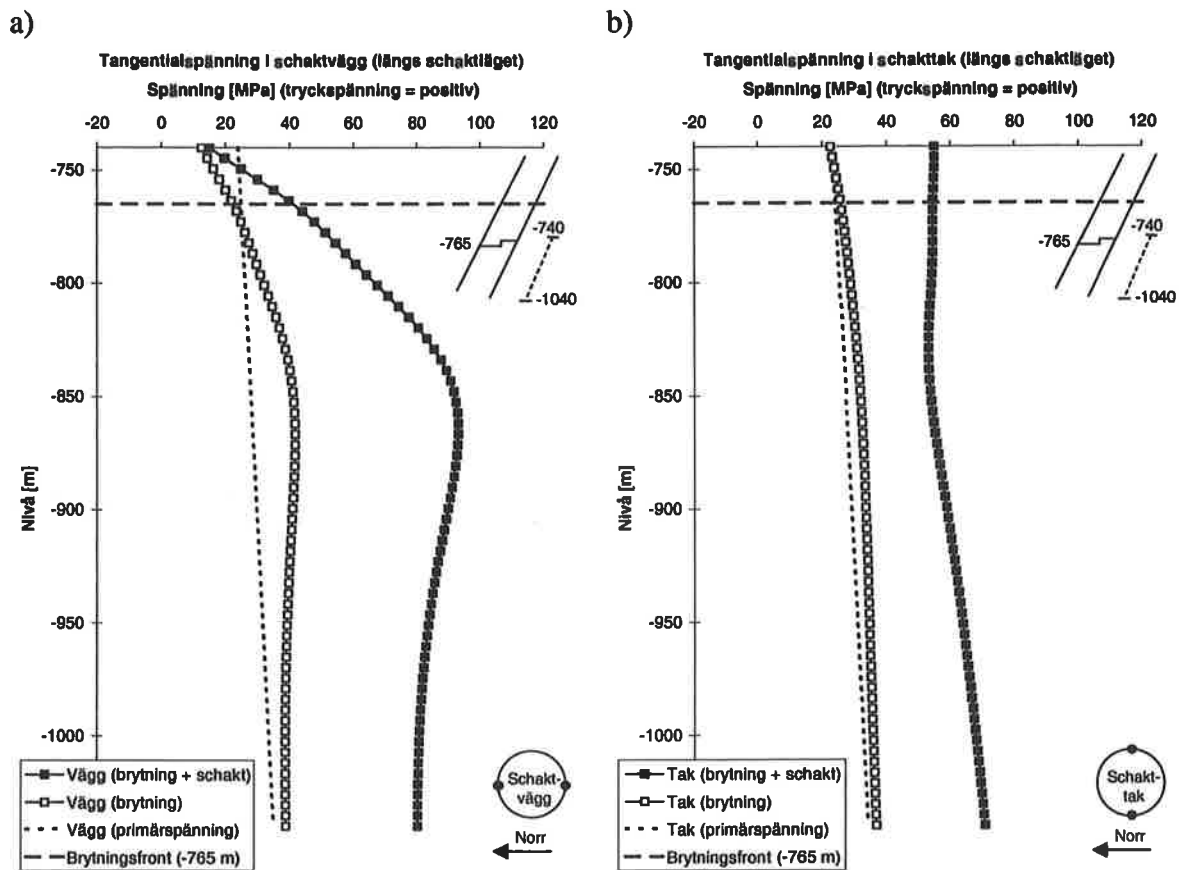 a)
Tangentialspänning i schaktvägg (längs schaktläget)
Spänning [MPa] (tryckspänning = positiv)
-20 0 20 40 60 80 100 120
-750
-800
-850
-900
-950
-1000
Nivå [m]
-765
-740
-1040
Vägg (brytning + schakt)
Vägg (brytning)
Vägg (primärspänning)
Brytningsfront (-765 m)
Schakt-
vägg
Norr
b)
Tangentialspänning i schakttak (längs schaktläget)
Spänning [MPa] (tryckspänning = positiv)
-20 0 20 40 60 80 100 120
-750
-800
-850
-900
-950
-1000
Nivå [m]
-765
-740
-1040
Tak (brytning + schakt)
Tak (brytning)
Tak (primärspänning)
Brytningsfront (-765 m)
Schakt-
tak
Norr